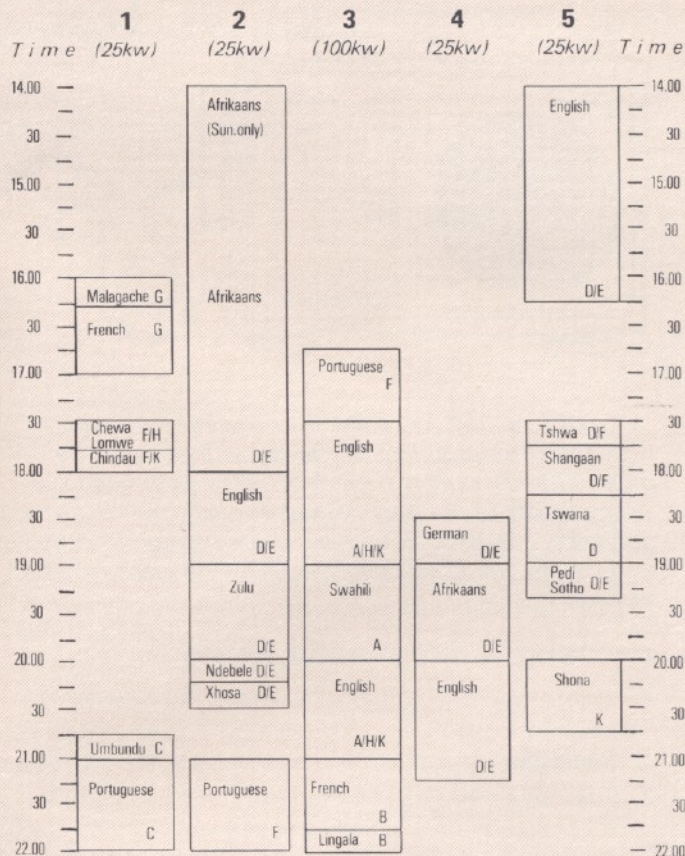 1 2 3 4 5
Time (25kw) (25kw) (100kw) (25kw) (25kw) Time
14.00 Afrikaans English 14.00
30 (Sun.only) 30
15.00 15.00
30 30
16.00 Malagache G Afrikaans D/E 16.00
30 French G 30
17.00 Portuguese F 17.00
30 Chewa Lomwe F/H English Tshwa D/F 30
Chindau F/K D/E Shangaan D/F
18.00 18.00
English D/E A/H/K Tswana D
30 German D/E 30
19.00 19.00
Zulu D/E Swahili A Afrikaans D/E Pedi Sotho D/E
30 30
20.00 20.00
Ndebele D/E English A/H/K English D/E Shona K
Xhosa D/E
30 30
Umbundu C
21.00 21.00
Portuguese C Portuguese F French B
30 30
Lingala B
22.00 22.00